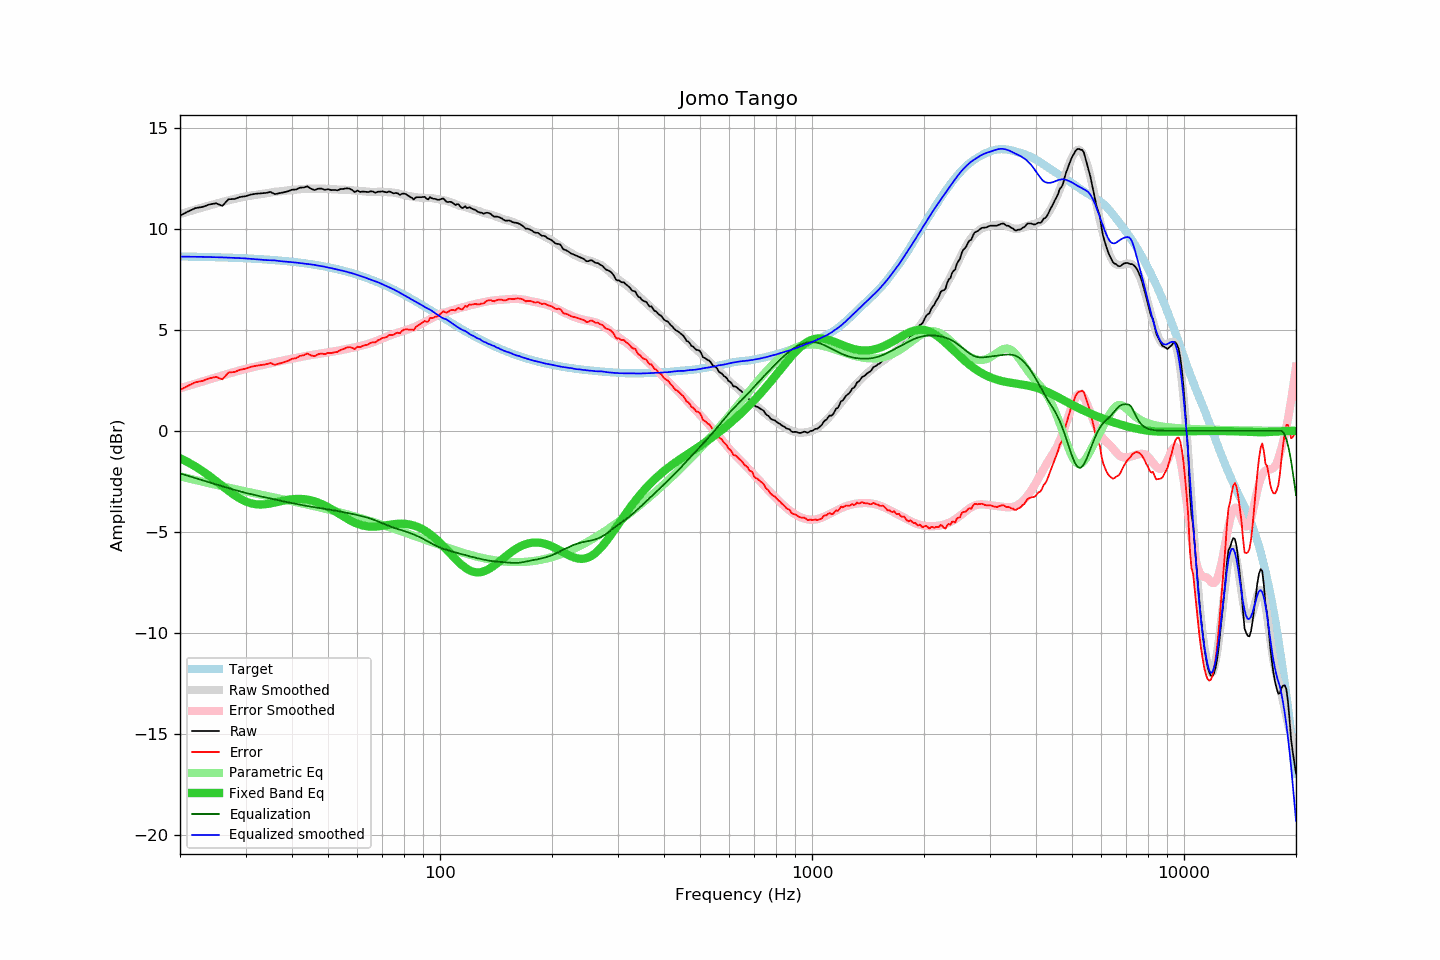 Jomo Tango
Amplitude (dBr)
15
10
5
0
−5
−10
−15
−20
Target
Raw Smoothed
Error Smoothed
Raw
Error
Parametric Eq
Fixed Band Eq
Equalization
Equalized smoothed
100
1000
10000
Frequency (Hz)